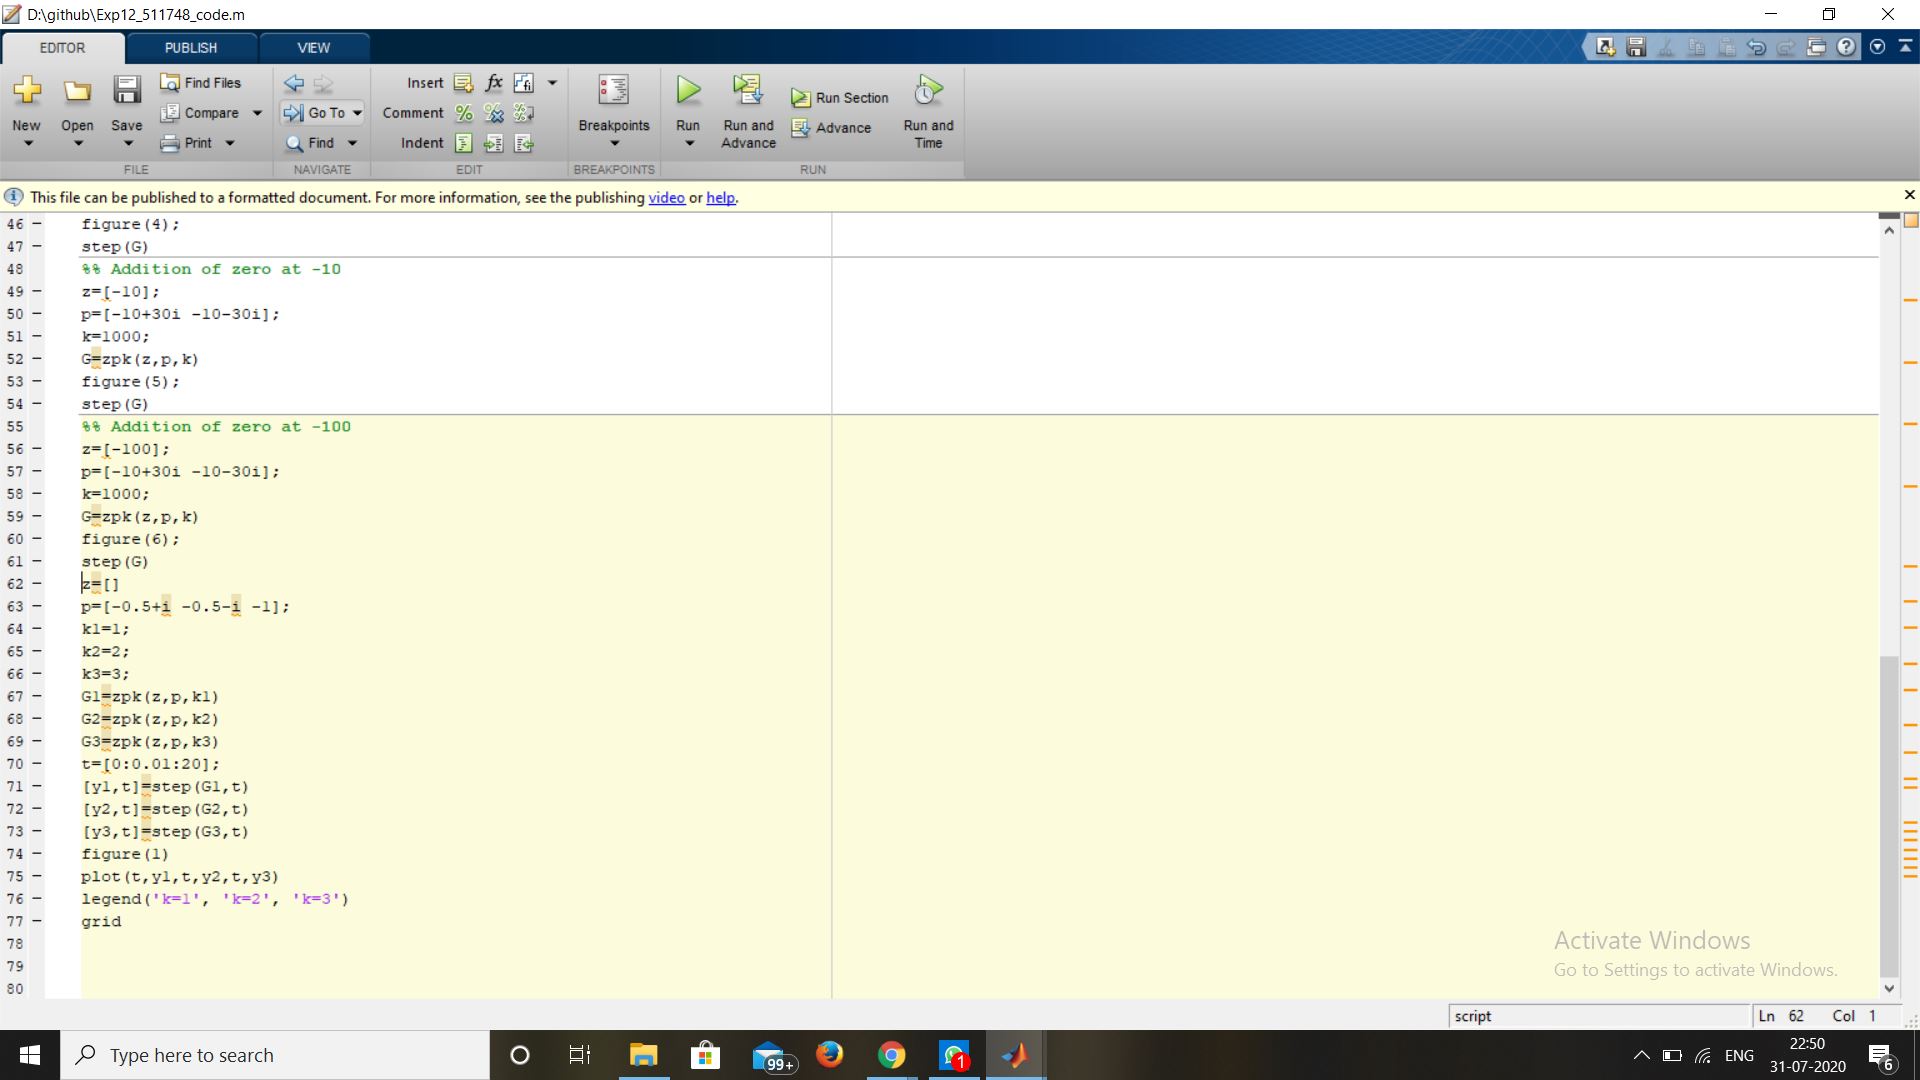 D:\github\Exp12_511748_code.m
EDITOR PUBLISH VIEW
New Open Save Find Files Compare Print
FILE
Go To Find
NAVIGATE
Insert fx fi
Comment % % %
Indent
EDIT
Breakpoints
BREAKPOINTS
Run Run and Advance Run Section Advance Run and Time
RUN
This file can be published to a formatted document. For more information, see the publishing video or help.
46 – figure(4);
47 – step(G)
48 %% Addition of zero at -10
49 – z=[-10];
50 – p=[-10+30i -10-30i];
51 – k=1000;
52 – G=zpk(z,p,k)
53 – figure(5);
54 – step(G)
55 %% Addition of zero at -100
56 – z=[-100];
57 – p=[-10+30i -10-30i];
58 – k=1000;
59 – G=zpk(z,p,k)
60 – figure(6);
61 – step(G)
62 – z=[]
63 – p=[-0.5+i -0.5-i -1];
64 – k1=1;
65 – k2=2;
66 – k3=3;
67 – G1=zpk(z,p,k1)
68 – G2=zpk(z,p,k2)
69 – G3=zpk(z,p,k3)
70 – t=[0:0.01:20];
71 – [y1,t]=step(G1,t)
72 – [y2,t]=step(G2,t)
73 – [y3,t]=step(G3,t)
74 – figure(1)
75 – plot(t,y1,t,y2,t,y3)
76 – legend('k=1', 'k=2', 'k=3')
77 – grid
78
79
80
Activate Windows
Go to Settings to activate Windows.
script Ln 62 Col 1
Type here to search
99+ 1
ENG
22:50
31-07-2020
6